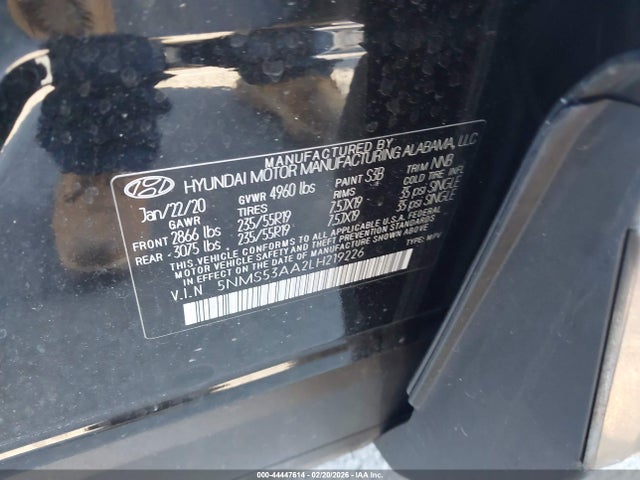 MANUFACTURED BY
HYUNDAI MOTOR MANUFACTURING ALABAMA, LLC
Jan/22/20 GVWR 4960 lbs PAINT S3B TRIM NNB
GAWR TIRES RIMS COLD TIRE INFL.
FRONT 2866 lbs 235/55R19 7.5JX19 35 psi SINGLE
REAR 3075 lbs 235/55R19 7.5JX19 35 psi SINGLE
THIS VEHICLE CONFORMS TO ALL APPLICABLE U.S.A. FEDERAL
MOTOR VEHICLE SAFETY AND THEFT PREVENTION STANDARDS
IN EFFECT ON THE DATE OF MANUFACTURE SHOWN ABOVE.
V.I.N 5NMS53AA2LH219226 TYPE: MPV
000-44447614 - 02/20/2026 - IAAI.COM